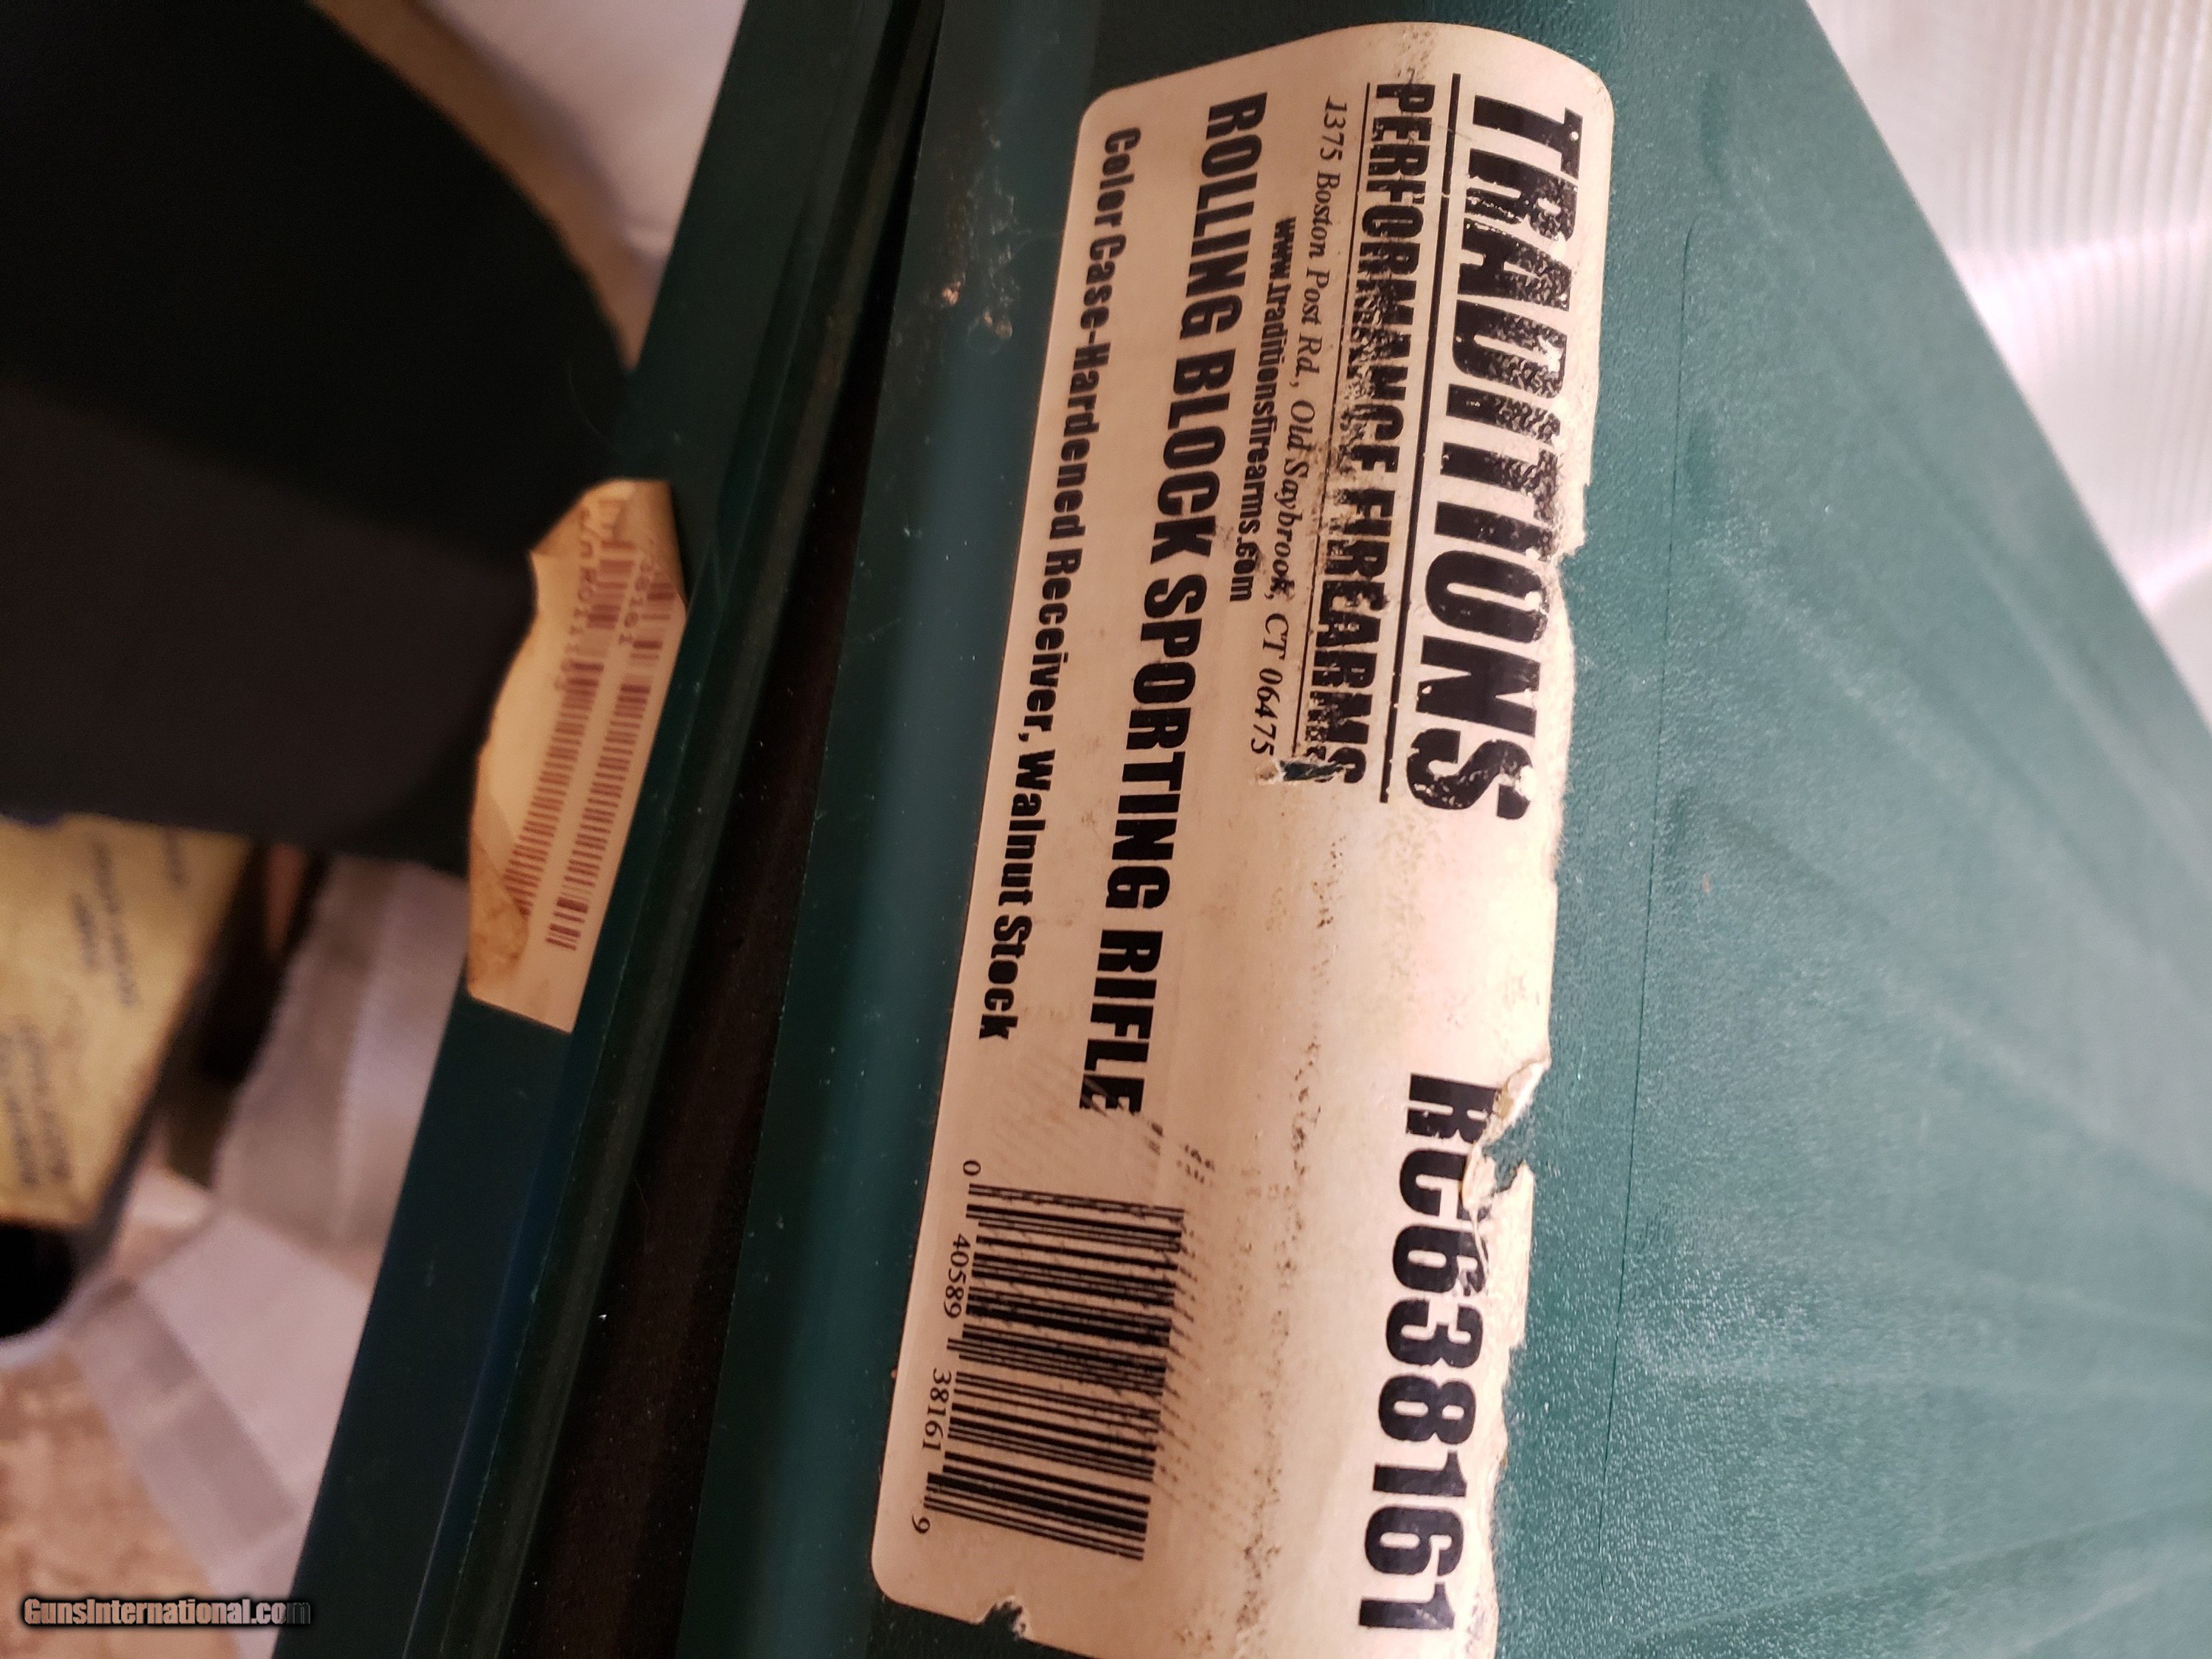 TRADITIONS
PERFORMANCE FIREARMS
1375 Boston Post Rd, Old Saybrook, CT 06475
www.traditionsfirearms.com
ROLLING BLOCK SPORTING RIFLE
Color Case-Hardened Receiver, Walnut Stock
RC638161
0 40589 38161 9
GunsInternational.com